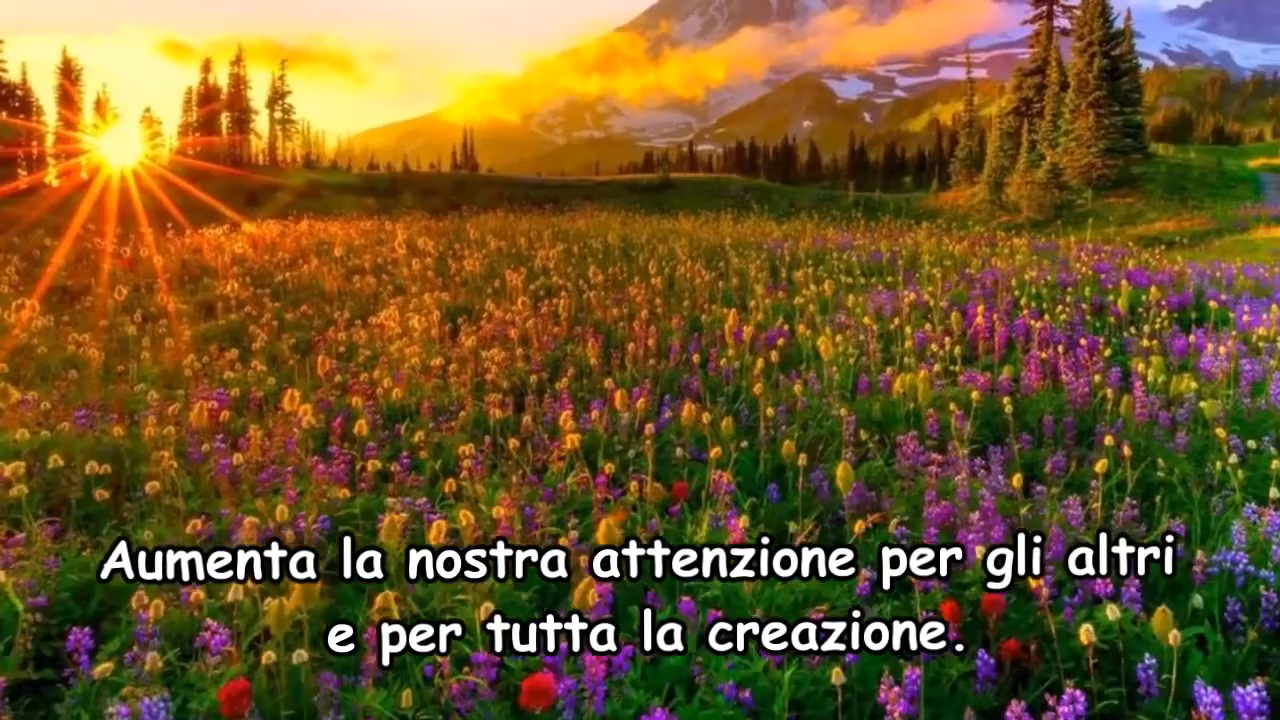 Aumenta la nostra attenzione per gli altri
e per tutta la creazione.